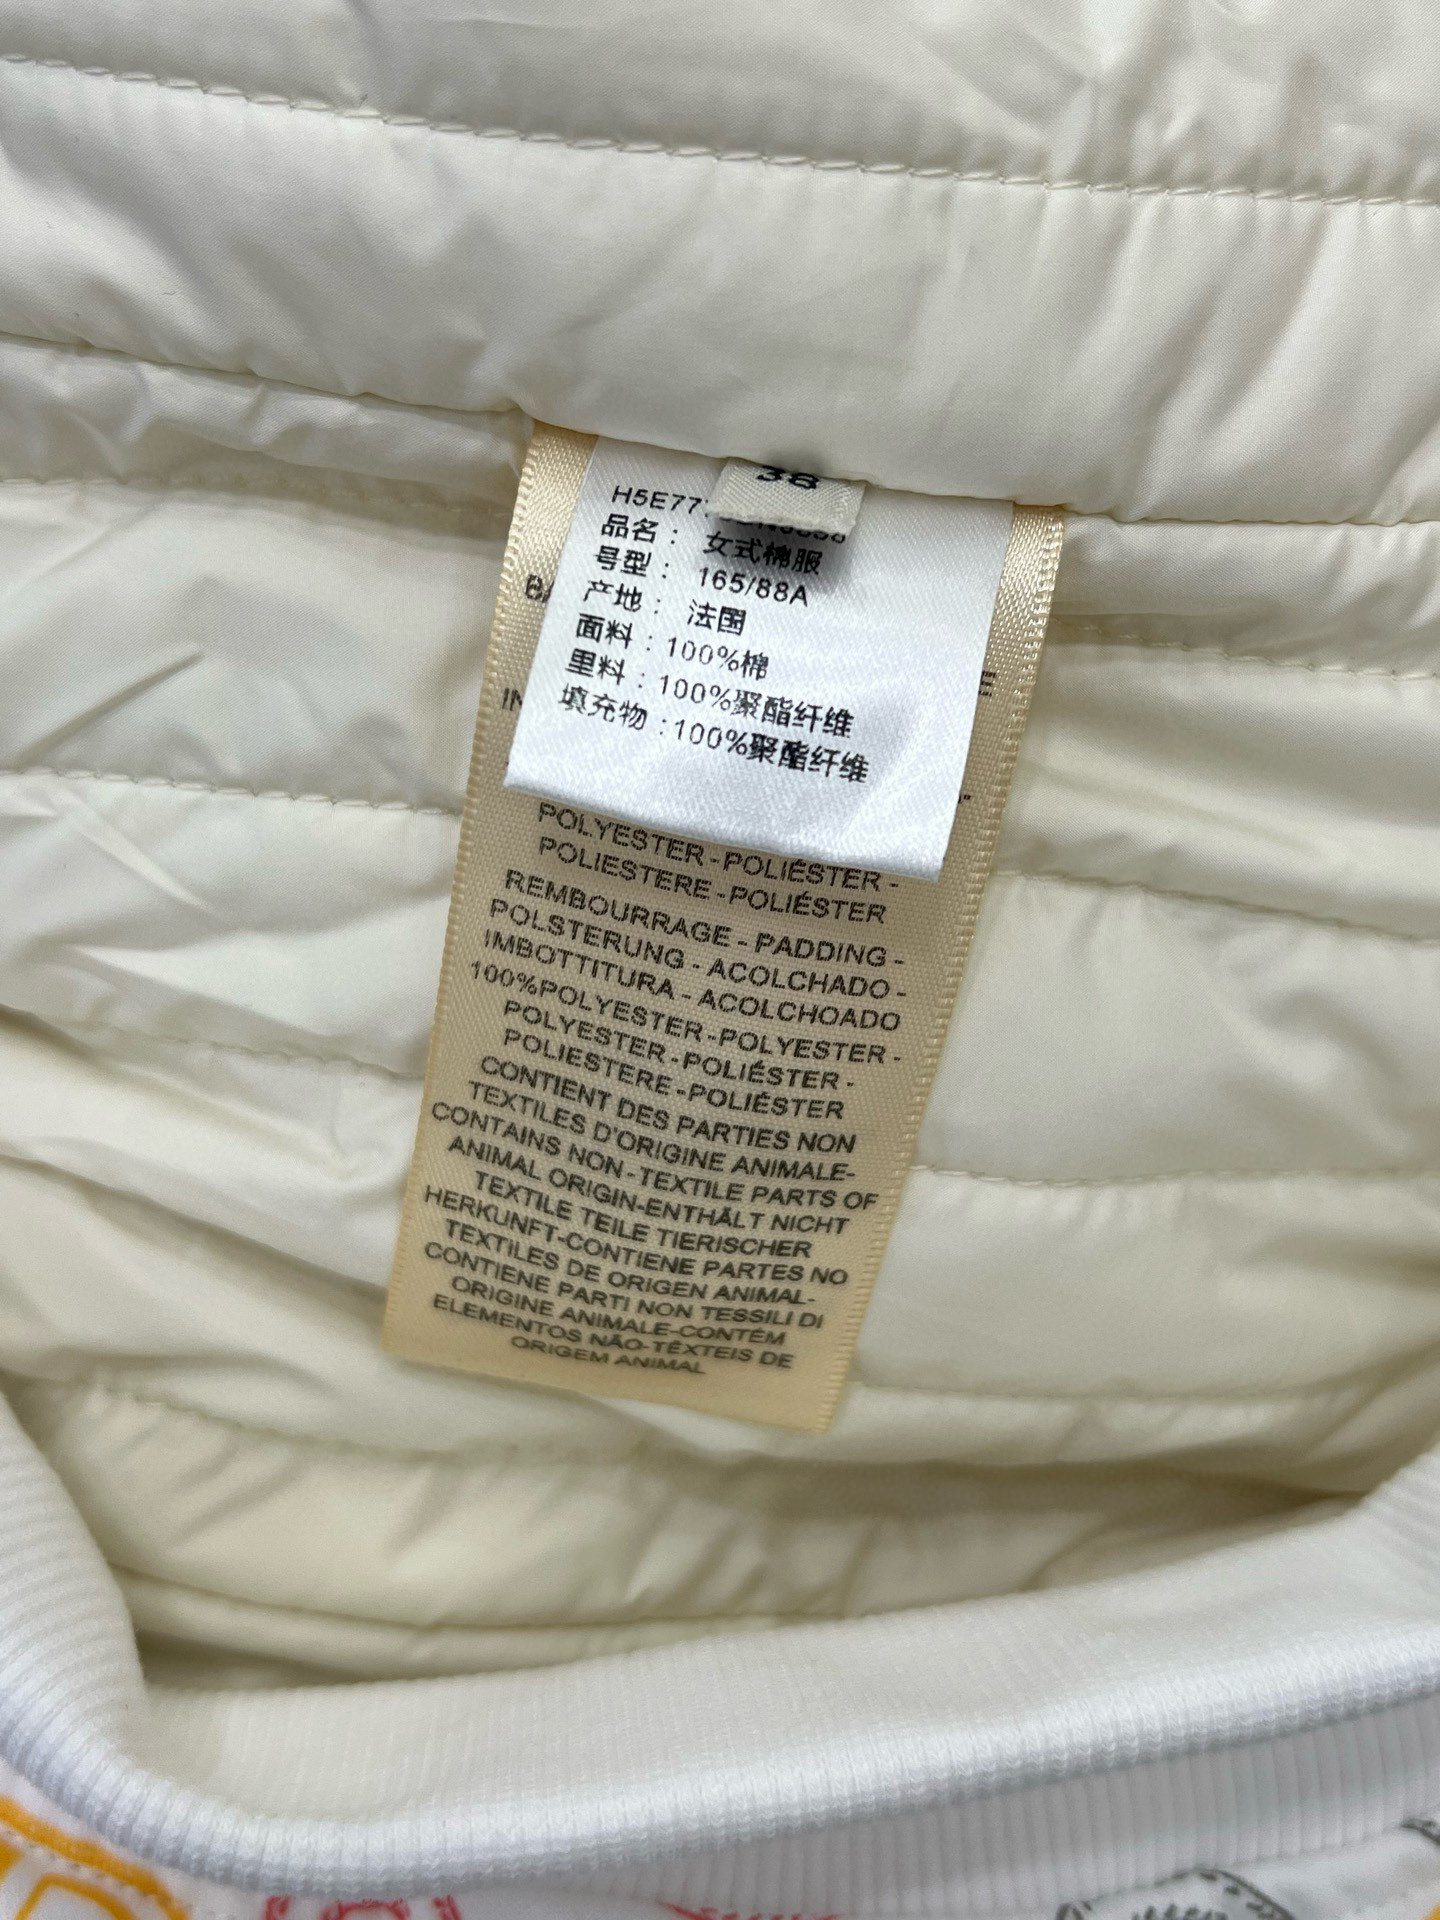 38
H5E77
品名： 女式棉服
号型： 165/88A
产地： 法国
面料：100%棉
里料：100%聚酯纤维
填充物：100%聚酯纤维
POLYESTER-POLIÉSTER-
POLIESTERE-POLIÉSTER
REMBOURRAGE-PADDING-
POLSTERUNG-ACOLCHADO-
IMBOTTITURA-ACOLCHOADO
100%POLYESTER-POLYESTER-
POLYESTER-POLIÉSTER-
POLIESTERE-POLIÉSTER
CONTIENT DES PARTIES NON
TEXTILES D'ORIGINE ANIMALE-
CONTAINS NON-TEXTILE PARTS OF
ANIMAL ORIGIN-ENTHÄLT NICHT
TEXTILE TEILE TIERISCHER
HERKUNFT-CONTIENE PARTES NO
TEXTILES DE ORIGEN ANIMAL-
CONTIENE PARTI NON TESSILI DI
ORIGINE ANIMALE-CONTÉM
ELEMENTOS NÃO-TÊXTEIS DE
ORIGEM ANIMAL